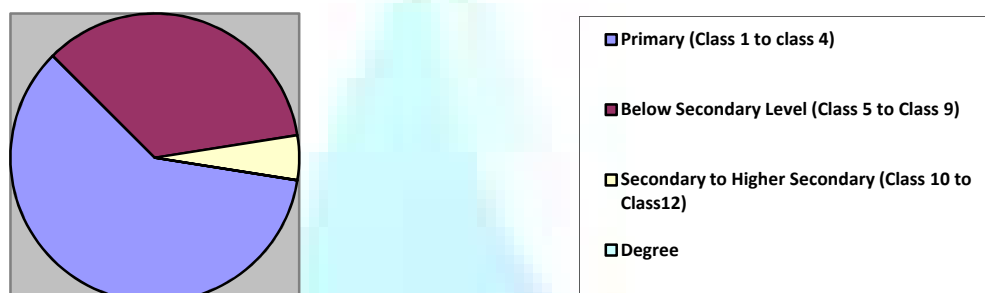 Primary (Class 1 to class 4)
Below Secondary Level (Class 5 to Class 9)
Secondary to Higher Secondary (Class 10 to
Class12)
Degree